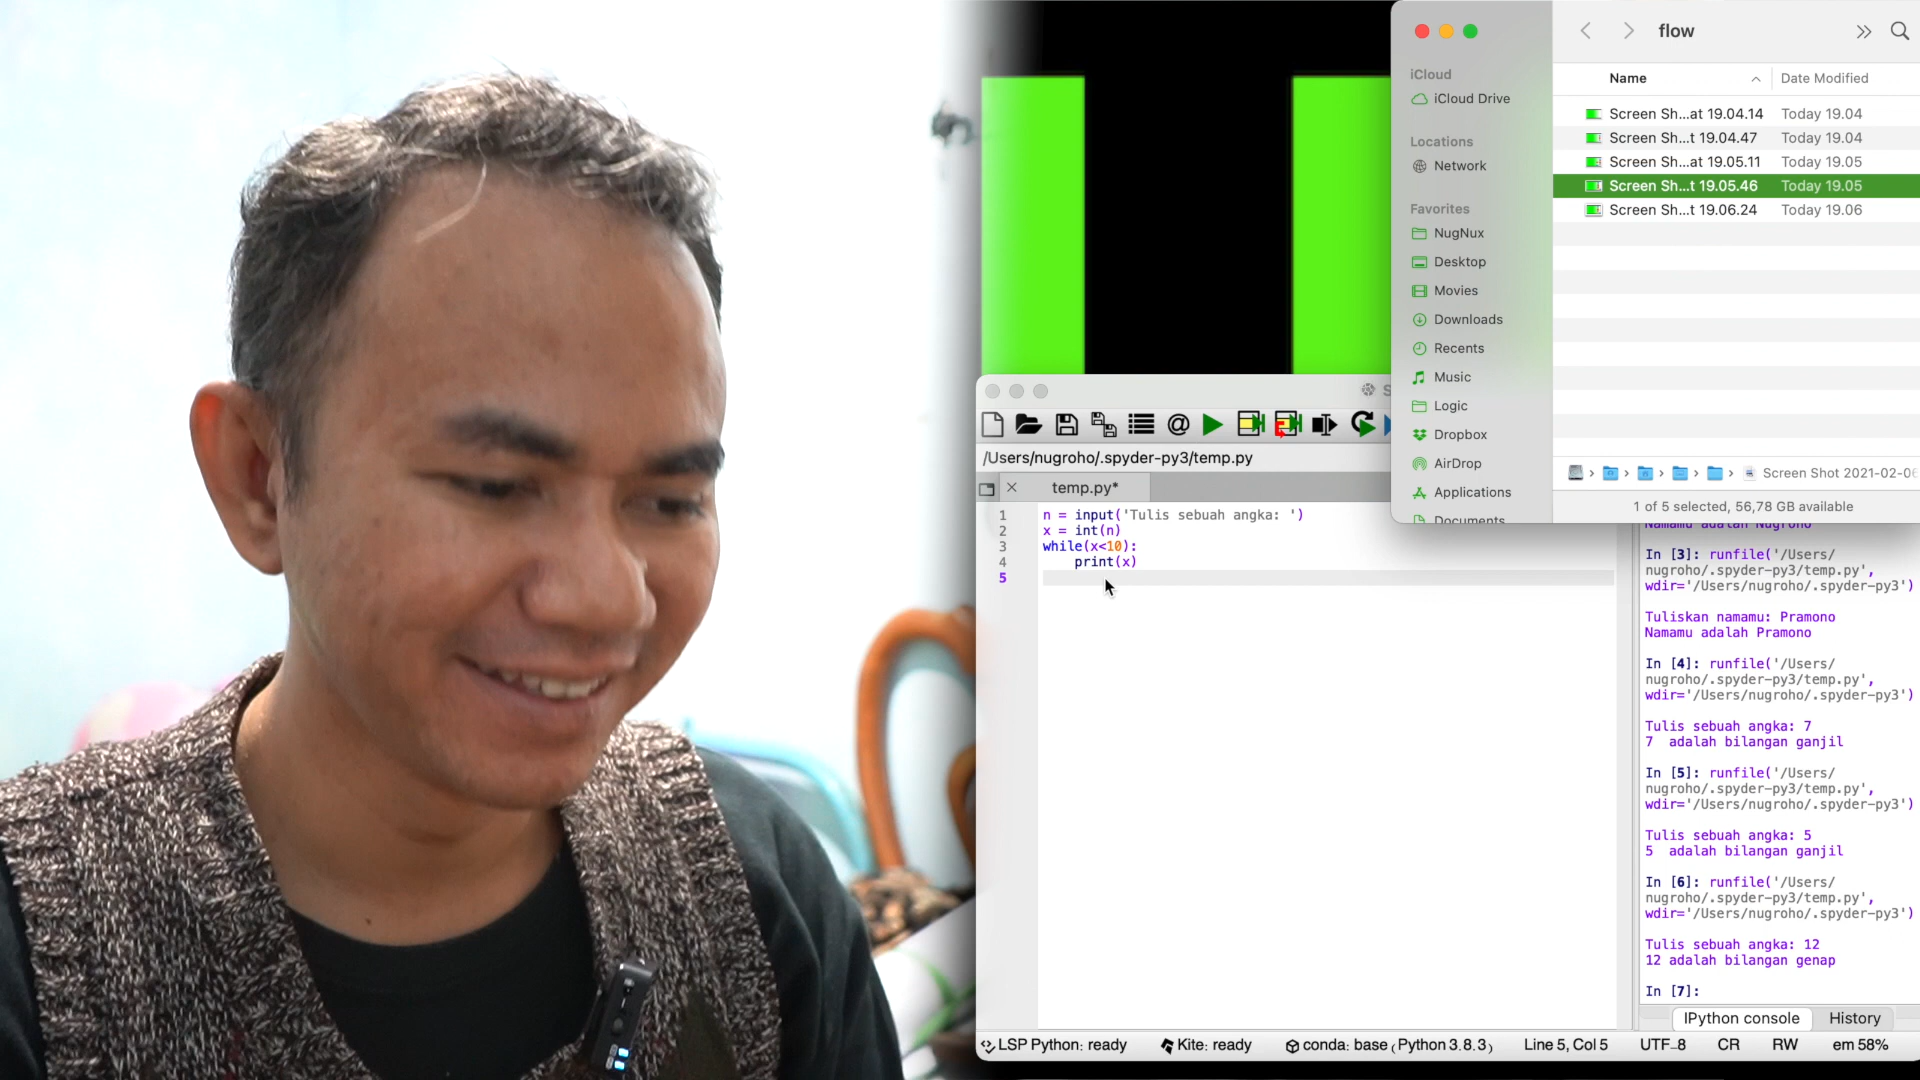 flow
iCloud
iCloud Drive
Locations
Network
Favorites
NugNux
Desktop
Movies
Downloads
Recents
Music
Logic
Dropbox
AirDrop
Applications
Documents
Name
Date Modified
Screen Sh...at 19.04.14 Today 19.04
Screen Sh...t 19.04.47 Today 19.04
Screen Sh...at 19.05.11 Today 19.05
Screen Sh...t 19.05.46 Today 19.05
Screen Sh...t 19.06.24 Today 19.06
Screen Shot 2021-02-06
1 of 5 selected, 56,78 GB available
/Users/nugroho/.spyder-py3/temp.py
temp.py*
1 n = input('Tulis sebuah angka: ')
2 x = int(n)
3 while(x<10):
4 print(x)
5
Namamu adalah Nugroho
In [3]: runfile('/Users/
nugroho/.spyder-py3/temp.py',
wdir='/Users/nugroho/.spyder-py3')
Tuliskan namamu: Pramono
Namamu adalah Pramono
In [4]: runfile('/Users/
nugroho/.spyder-py3/temp.py',
wdir='/Users/nugroho/.spyder-py3')
Tulis sebuah angka: 7
7 adalah bilangan ganjil
In [5]: runfile('/Users/
nugroho/.spyder-py3/temp.py',
wdir='/Users/nugroho/.spyder-py3')
Tulis sebuah angka: 5
5 adalah bilangan ganjil
In [6]: runfile('/Users/
nugroho/.spyder-py3/temp.py',
wdir='/Users/nugroho/.spyder-py3')
Tulis sebuah angka: 12
12 adalah bilangan genap
In [7]:
IPython console
History
LSP Python: ready Kite: ready conda: base (Python 3.8.3) Line 5, Col 5 UTF-8 CR RW em 58%